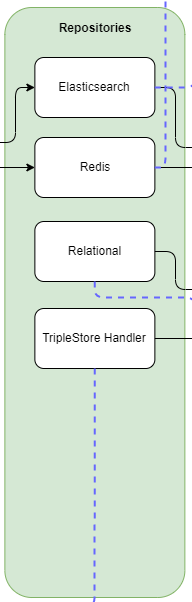 Repositories
Elasticsearch
Redis
Relational
TripleStore Handler